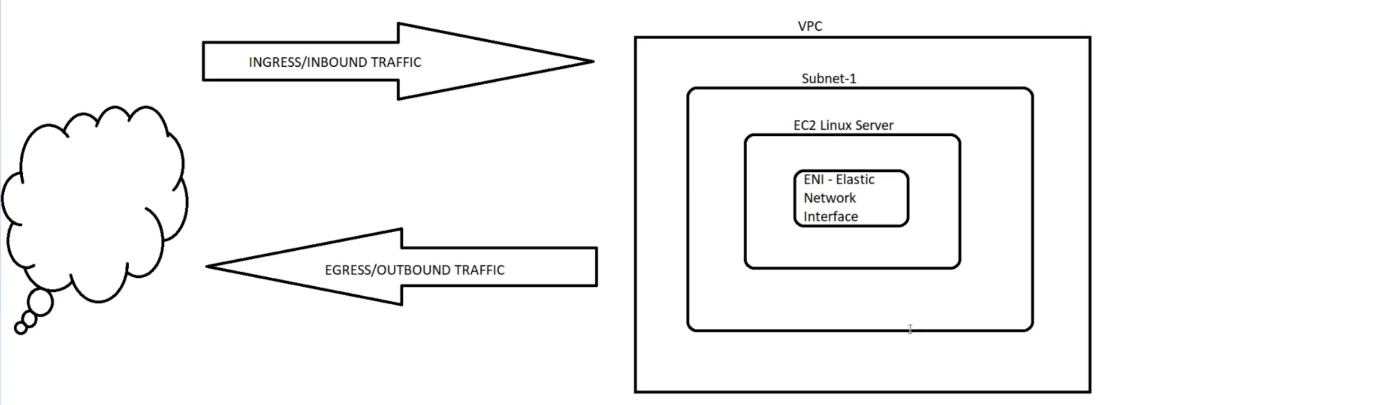 VPC
INGRESS/INBOUND TRAFFIC
Subnet-1
EC2 Linux Server
ENI - Elastic
Network
Interface
EGRESS/OUTBOUND TRAFFIC